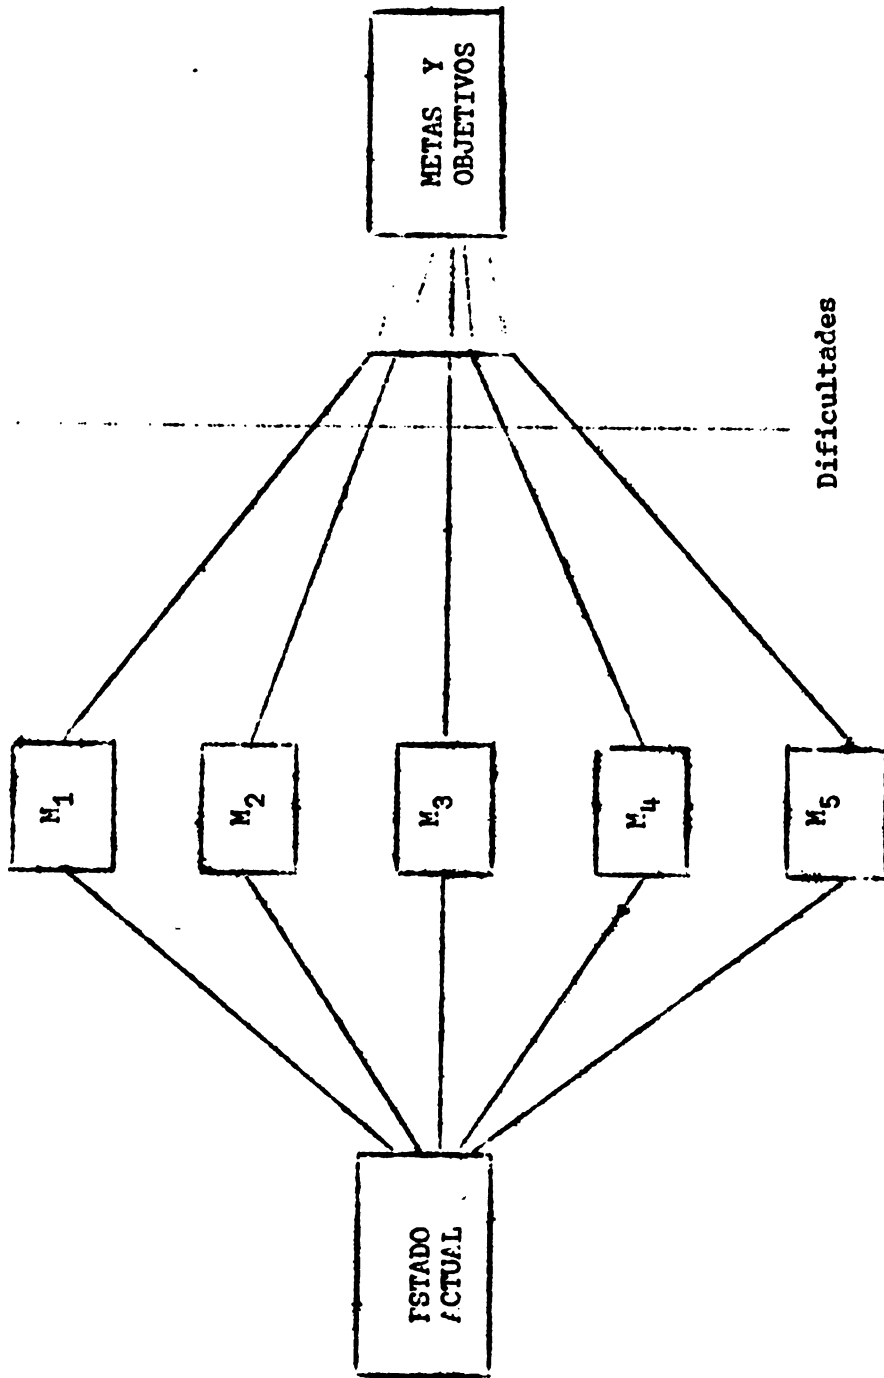 ESTADO
ACTUAL
M1
M2
M3
M4
M5
METAS Y
OBJETIVOS
Dificultades